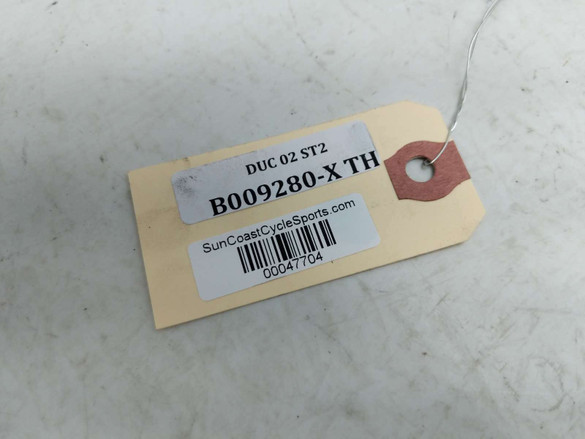 DUC 02 ST2
B009280-X TH
SunCoastCycleSports.com
00047704